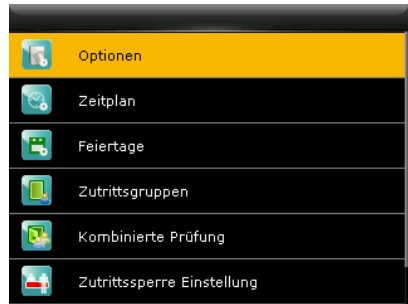 Optionen
Zeitplan
Feiertage
Zutrittsgruppen
Kombinierte Prüfung
Zutrittssperre Einstellung